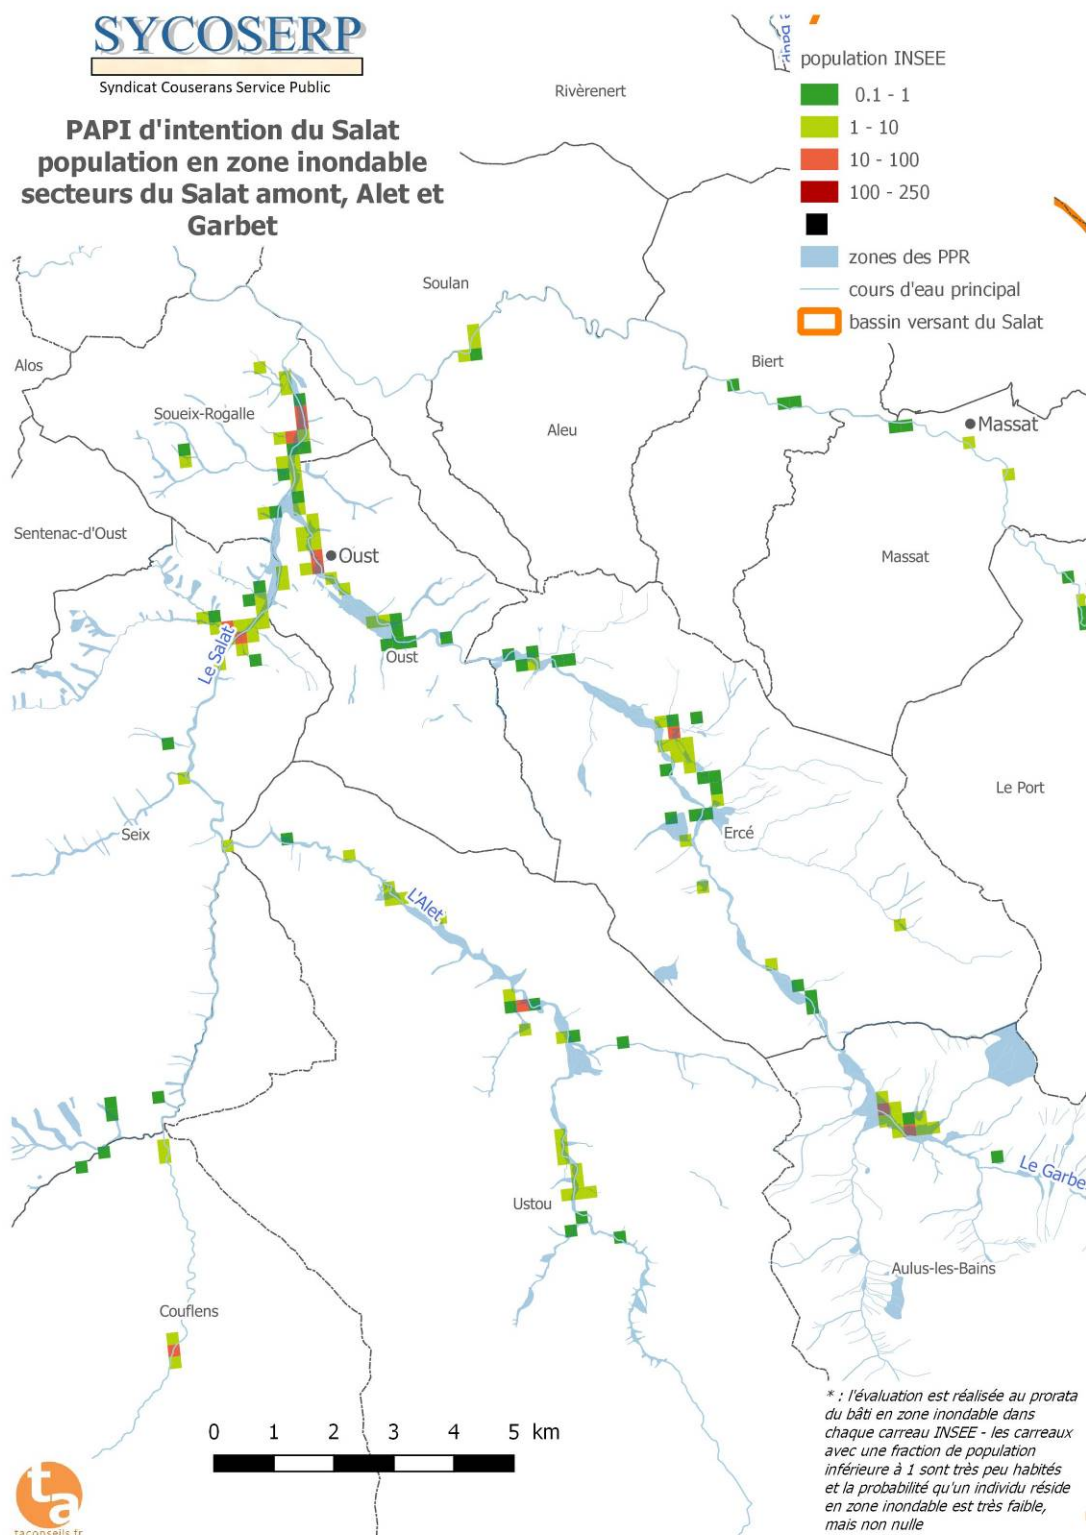 SYCOSERP
Syndicat Couserans Service Public
PAPI d'intention du Salat
population en zone inondable
secteurs du Salat amont, Alet et
Garbet
population INSEE
0.1 - 1
1 - 10
10 - 100
100 - 250
zones des PPR
cours d'eau principal
bassin versant du Salat
Rivèrenert
Soulan
Alos
Biert
Soueix-Rogalle
Aleu
Massat
Sentenac-d'Oust
Oust
Massat
Le Salat
Oust
Le Port
Seix
Ercé
L'Alet
Ustou
Le Garbe
Aulus-les-Bains
Couflens
0 1 2 3 4 5 km
* : l'évaluation est réalisée au prorata
du bâti en zone inondable dans
chaque carreau INSEE - les carreaux
avec une fraction de population
inférieure à 1 sont très peu habités
et la probabilité qu'un individu réside
en zone inondable est très faible,
mais non nulle
ta
taconseils.fr